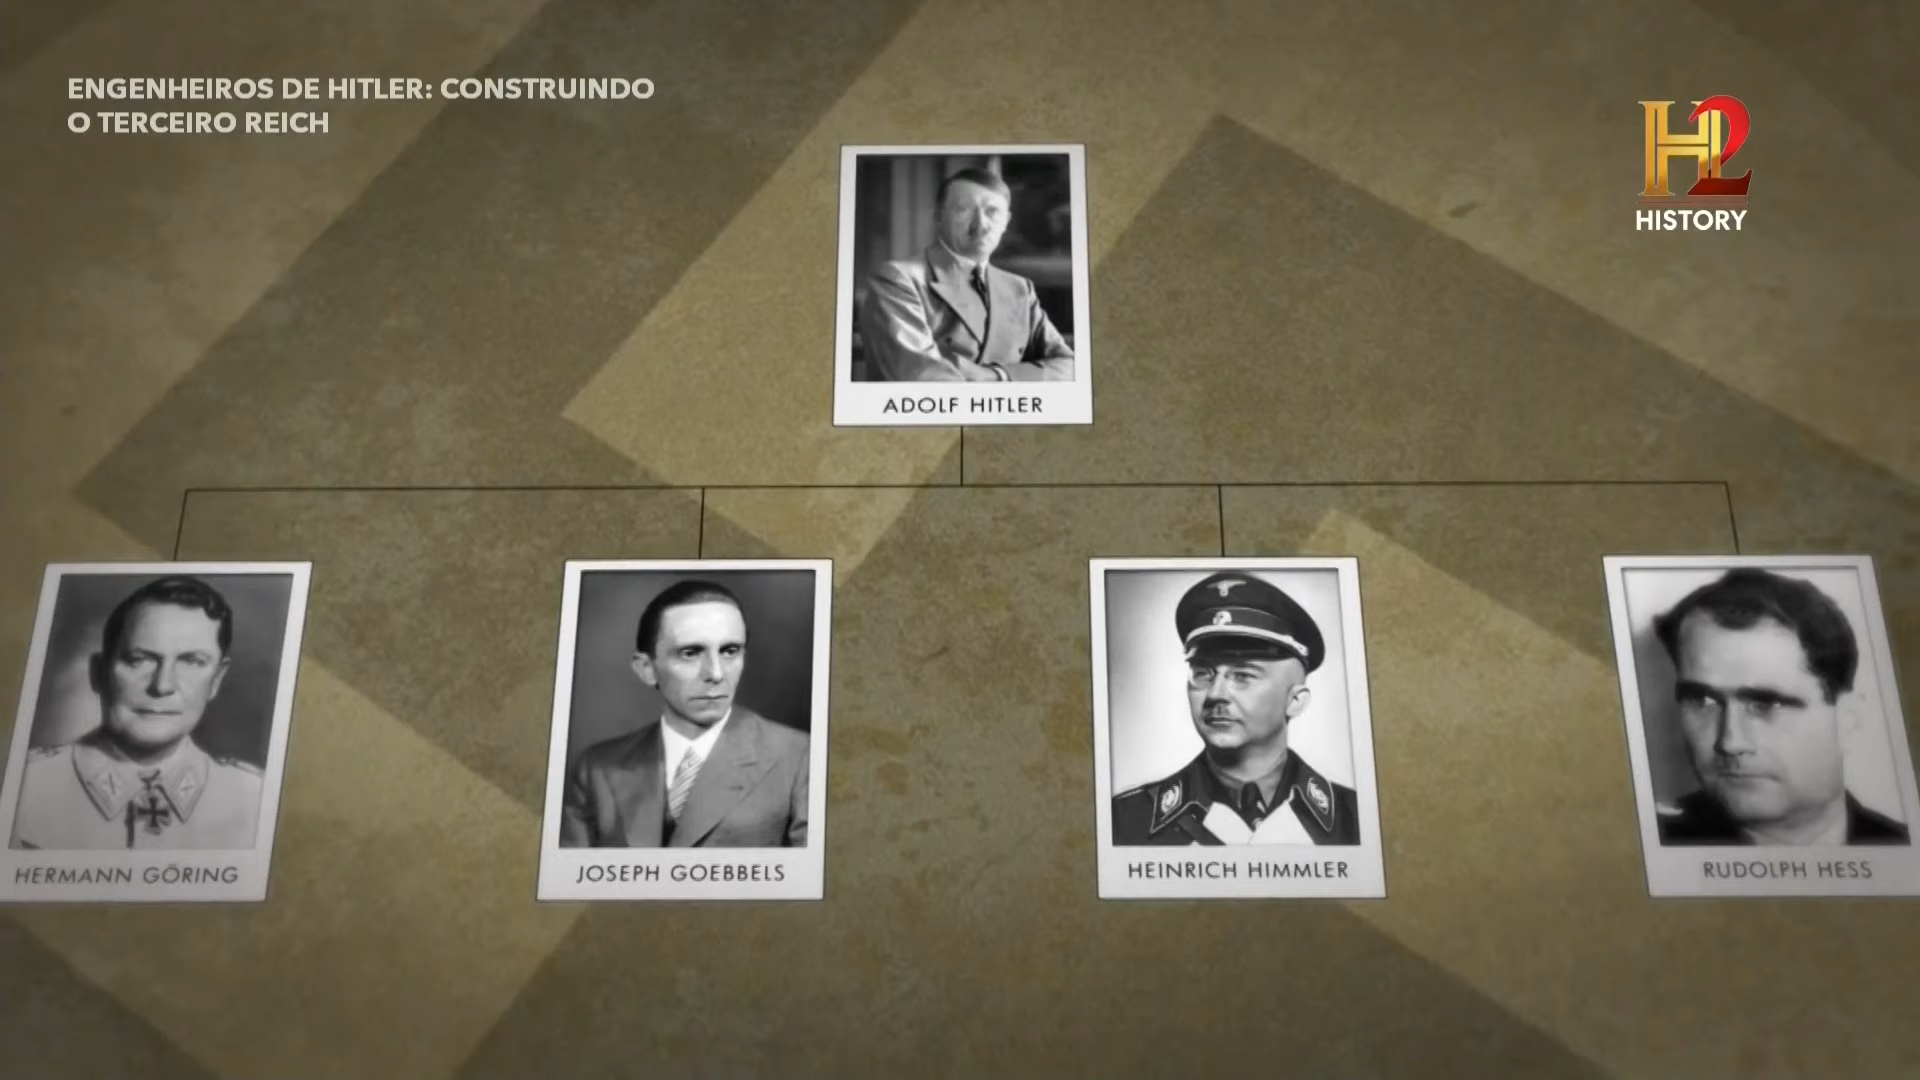 ENGENHEIROS DE HITLER: CONSTRUINDO
O TERCEIRO REICH
H2
HISTORY
ADOLF HITLER
HERMANN GÖRING
JOSEPH GOEBBELS
HEINRICH HIMMLER
RUDOLPH HESS